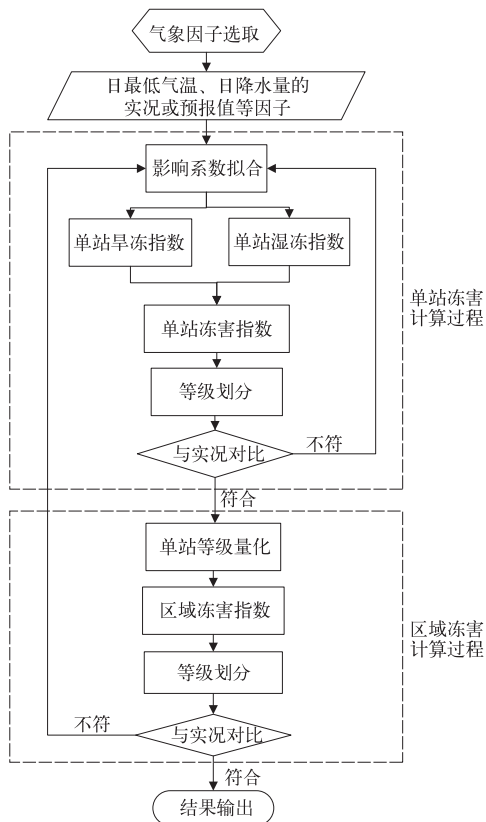 气象因子选取
日最低气温、日降水量的
实况或预报值等因子
影响系数拟合
单站旱冻指数
单站湿冻指数
单站冻害指数
等级划分
与实况对比
不符
符合
单站冻害
计算过程
单站等级量化
区域冻害指数
等级划分
与实况对比
不符
符合
区域冻害
计算过程
结果输出